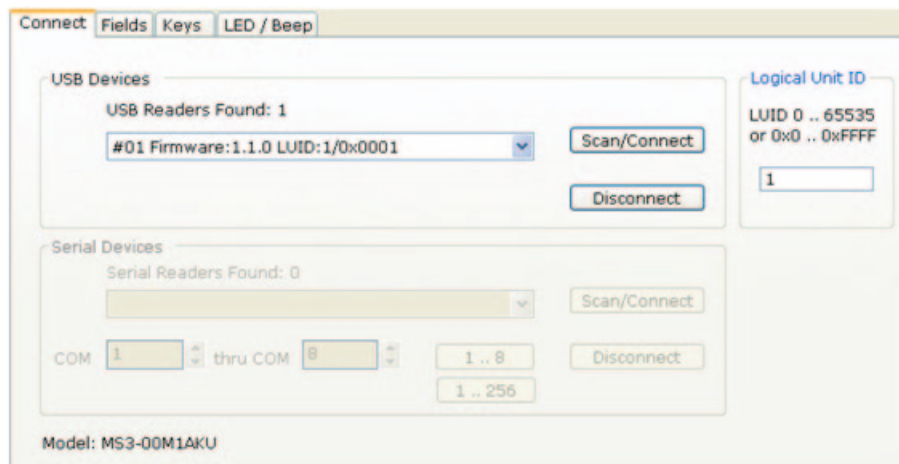 Connect Fields Keys LED / Beep
USB Devices
USB Readers Found: 1
#01 Firmware:1.1.0 LUID:1/0x0001
Scan/Connect
Disconnect
Logical Unit ID
LUID 0 .. 65535
or 0x0 .. 0xFFFF
1
Serial Devices
Serial Readers Found: 0
Scan/Connect
COM 1 thru COM 8
1 .. 8
Disconnect
1 .. 256
Model: MS3-00M1AKU